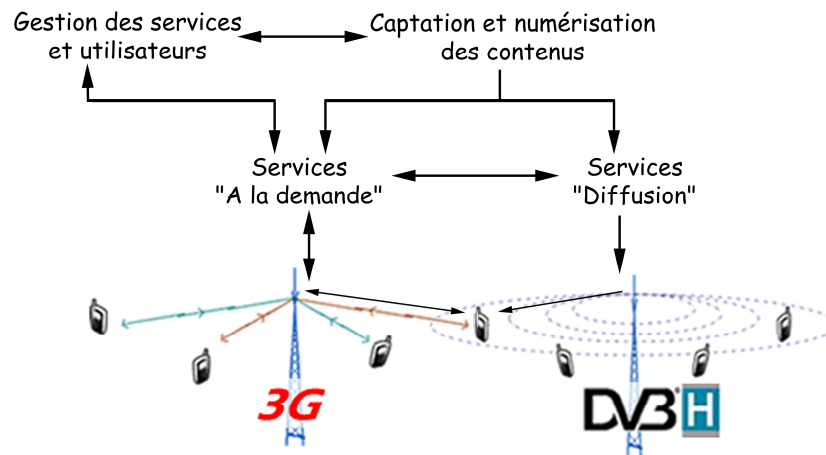 Gestion des services
et utilisateurs
Captation et numérisation
des contenus
Services
"A la demande"
Services
"Diffusion"
3G
DVB H